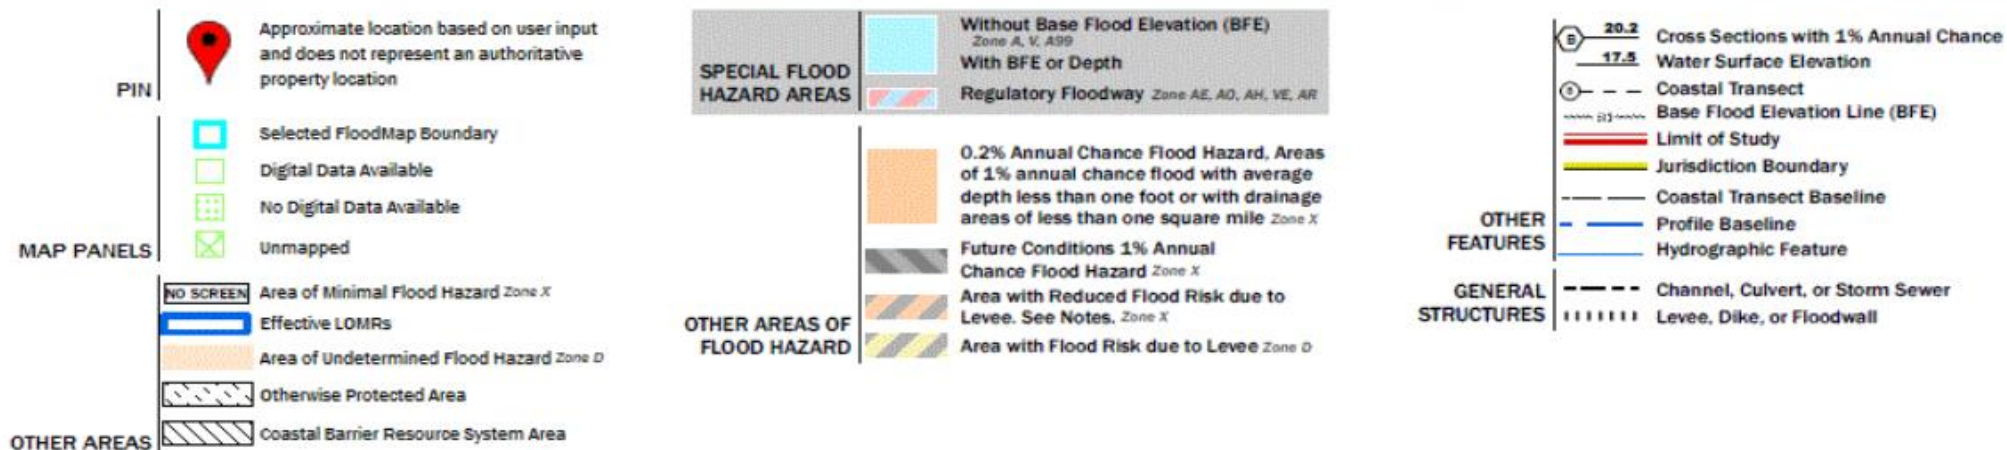 PIN
Approximate location based on user input
and does not represent an authoritative
property location
MAP PANELS
Selected FloodMap Boundary
Digital Data Available
No Digital Data Available
Unmapped
OTHER AREAS
NO SCREEN Area of Minimal Flood Hazard Zone X
Effective LOMRs
Area of Undetermined Flood Hazard Zone D
Otherwise Protected Area
Coastal Barrier Resource System Area
SPECIAL FLOOD
HAZARD AREAS
Without Base Flood Elevation (BFE)
Zone A, V, A99
With BFE or Depth
Regulatory Floodway Zone AE, AO, AH, VE, AR
OTHER AREAS OF
FLOOD HAZARD
0.2% Annual Chance Flood Hazard, Areas
of 1% annual chance flood with average
depth less than one foot or with drainage
areas of less than one square mile Zone X
Future Conditions 1% Annual
Chance Flood Hazard Zone X
Area with Reduced Flood Risk due to
Levee. See Notes. Zone X
Area with Flood Risk due to Levee Zone D
OTHER
FEATURES
B 20.2 Cross Sections with 1% Annual Chance
17.5 Water Surface Elevation
Coastal Transect
Base Flood Elevation Line (BFE)
Limit of Study
Jurisdiction Boundary
Coastal Transect Baseline
Profile Baseline
Hydrographic Feature
GENERAL
STRUCTURES
Channel, Culvert, or Storm Sewer
Levee, Dike, or Floodwall